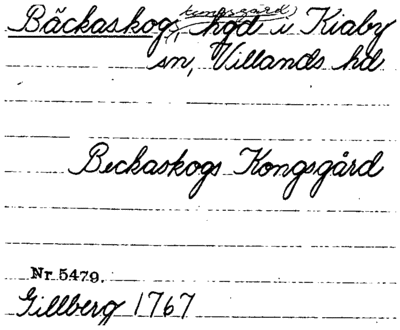 Bäckaskog, (kungsgård) hgd i Kiaby
sn, Villands hd
Beckaskogs Kongsgård
Nr 5479.
Gillberg 1767